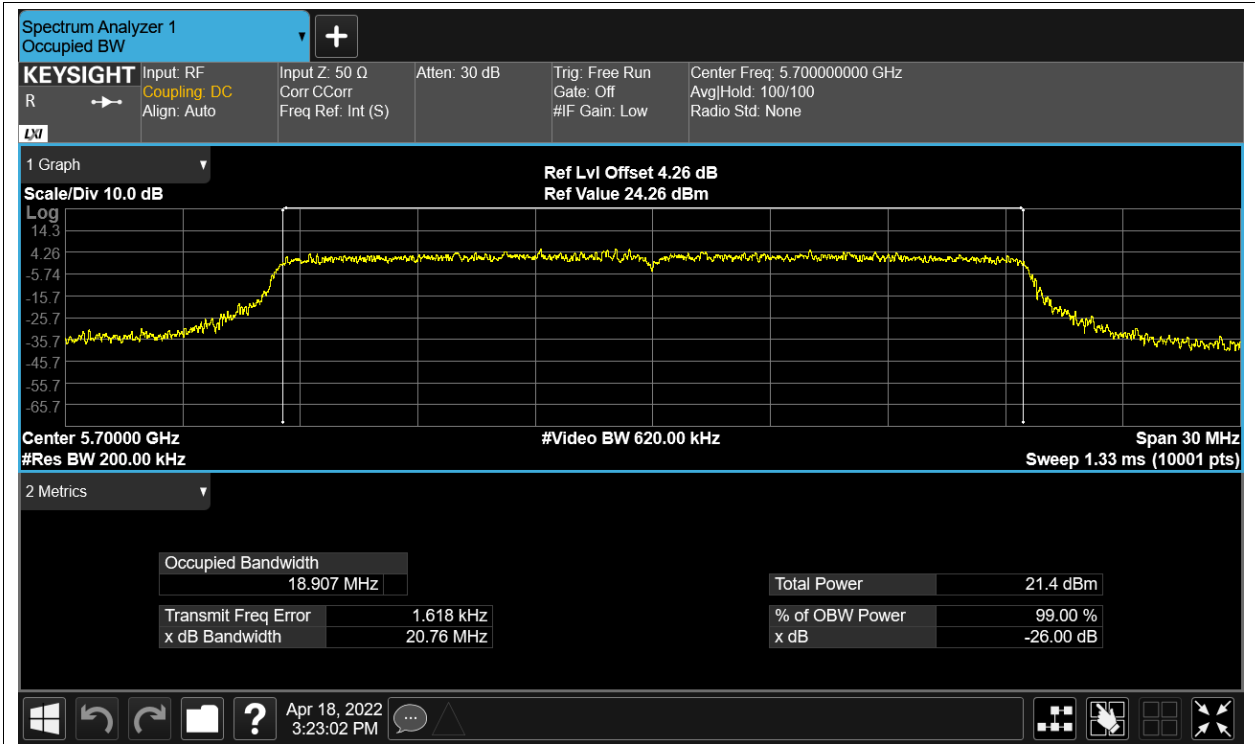 Spectrum Analyzer 1
Occupied BW
KEYSIGHT
R
LXI
Input: RF
Coupling: DC
Align: Auto
Input Z: 50 Ω
Corr CCorr
Freq Ref: Int (S)
Atten: 30 dB
Trig: Free Run
Gate: Off
#IF Gain: Low
Center Freq: 5.700000000 GHz
Avg|Hold: 100/100
Radio Std: None
1 Graph
Scale/Div 10.0 dB
Ref Lvl Offset 4.26 dB
Ref Value 24.26 dBm
Log
14.3
4.26
-5.74
-15.7
-25.7
-35.7
-45.7
-55.7
-65.7
Center 5.70000 GHz
#Video BW 620.00 kHz
Span 30 MHz
#Res BW 200.00 kHz
Sweep 1.33 ms (10001 pts)
2 Metrics
Occupied Bandwidth
18.907 MHz
Transmit Freq Error 1.618 kHz
x dB Bandwidth 20.76 MHz
Total Power 21.4 dBm
% of OBW Power 99.00 %
x dB -26.00 dB
?
Apr 18, 2022
3:23:02 PM